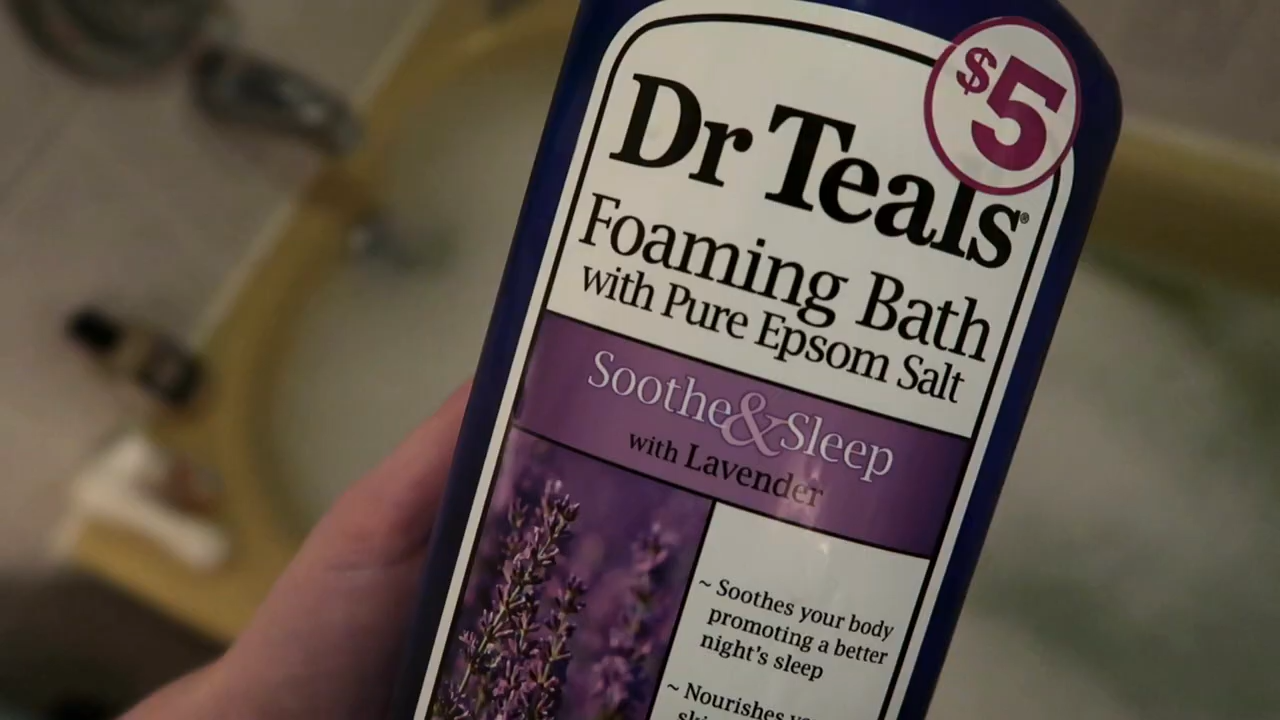 $5
Dr Teals®
Foaming Bath
with Pure Epsom Salt
Soothe & Sleep
with Lavender
~ Soothes your body
promoting a better
night's sleep
~ Nourishes